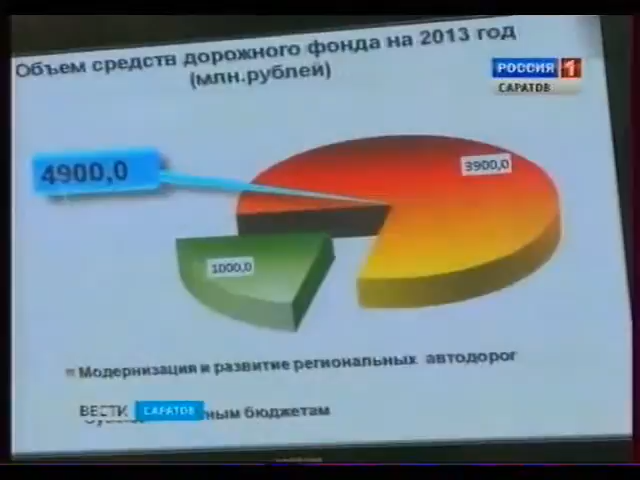 Объем средств дорожного фонда на 2013 год
(млн.рублей)
РОССИЯ 1
САРАТОВ
4900,0
3900,0
1000,0
Модернизация и развитие региональных автодорог
ВЕСТИ САРАТОВ
бюджетам